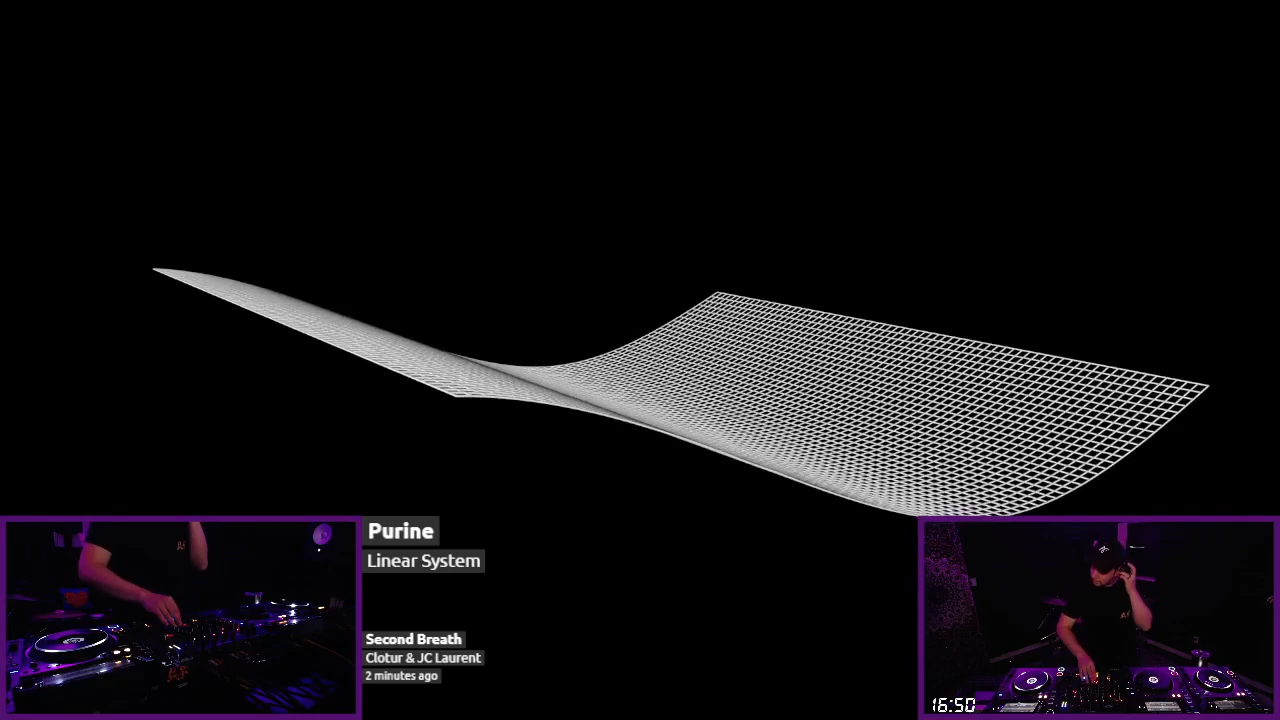 Purine
Linear System
Second Breath
Clotur & JC Laurent
2 minutes ago
16:50